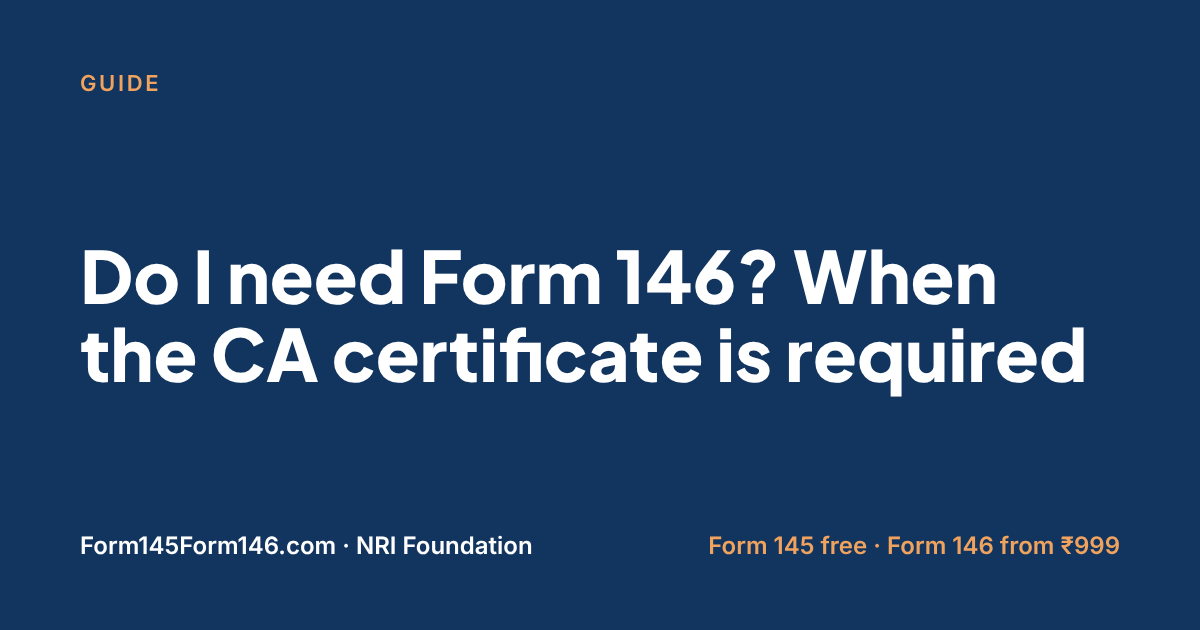 GUIDE
Do I need Form 146? When
the CA certificate is required
Form145Form146.com · NRI Foundation
Form 145 free · Form 146 from ₹999